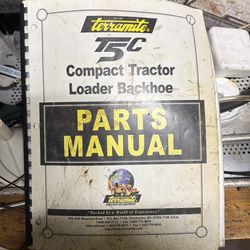 terramite
T5C
Compact Tractor
Loader Backhoe
PARTS
MANUAL
terramite
"Backed by a World of Experience"